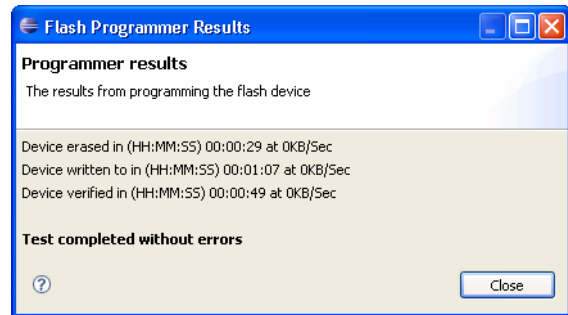 Flash Programmer Results
Programmer results
The results from programming the flash device
Device erased in (HH:MM:SS) 00:00:29 at 0KB/Sec
Device written to in (HH:MM:SS) 00:01:07 at 0KB/Sec
Device verified in (HH:MM:SS) 00:00:49 at 0KB/Sec
Test completed without errors
?
Close